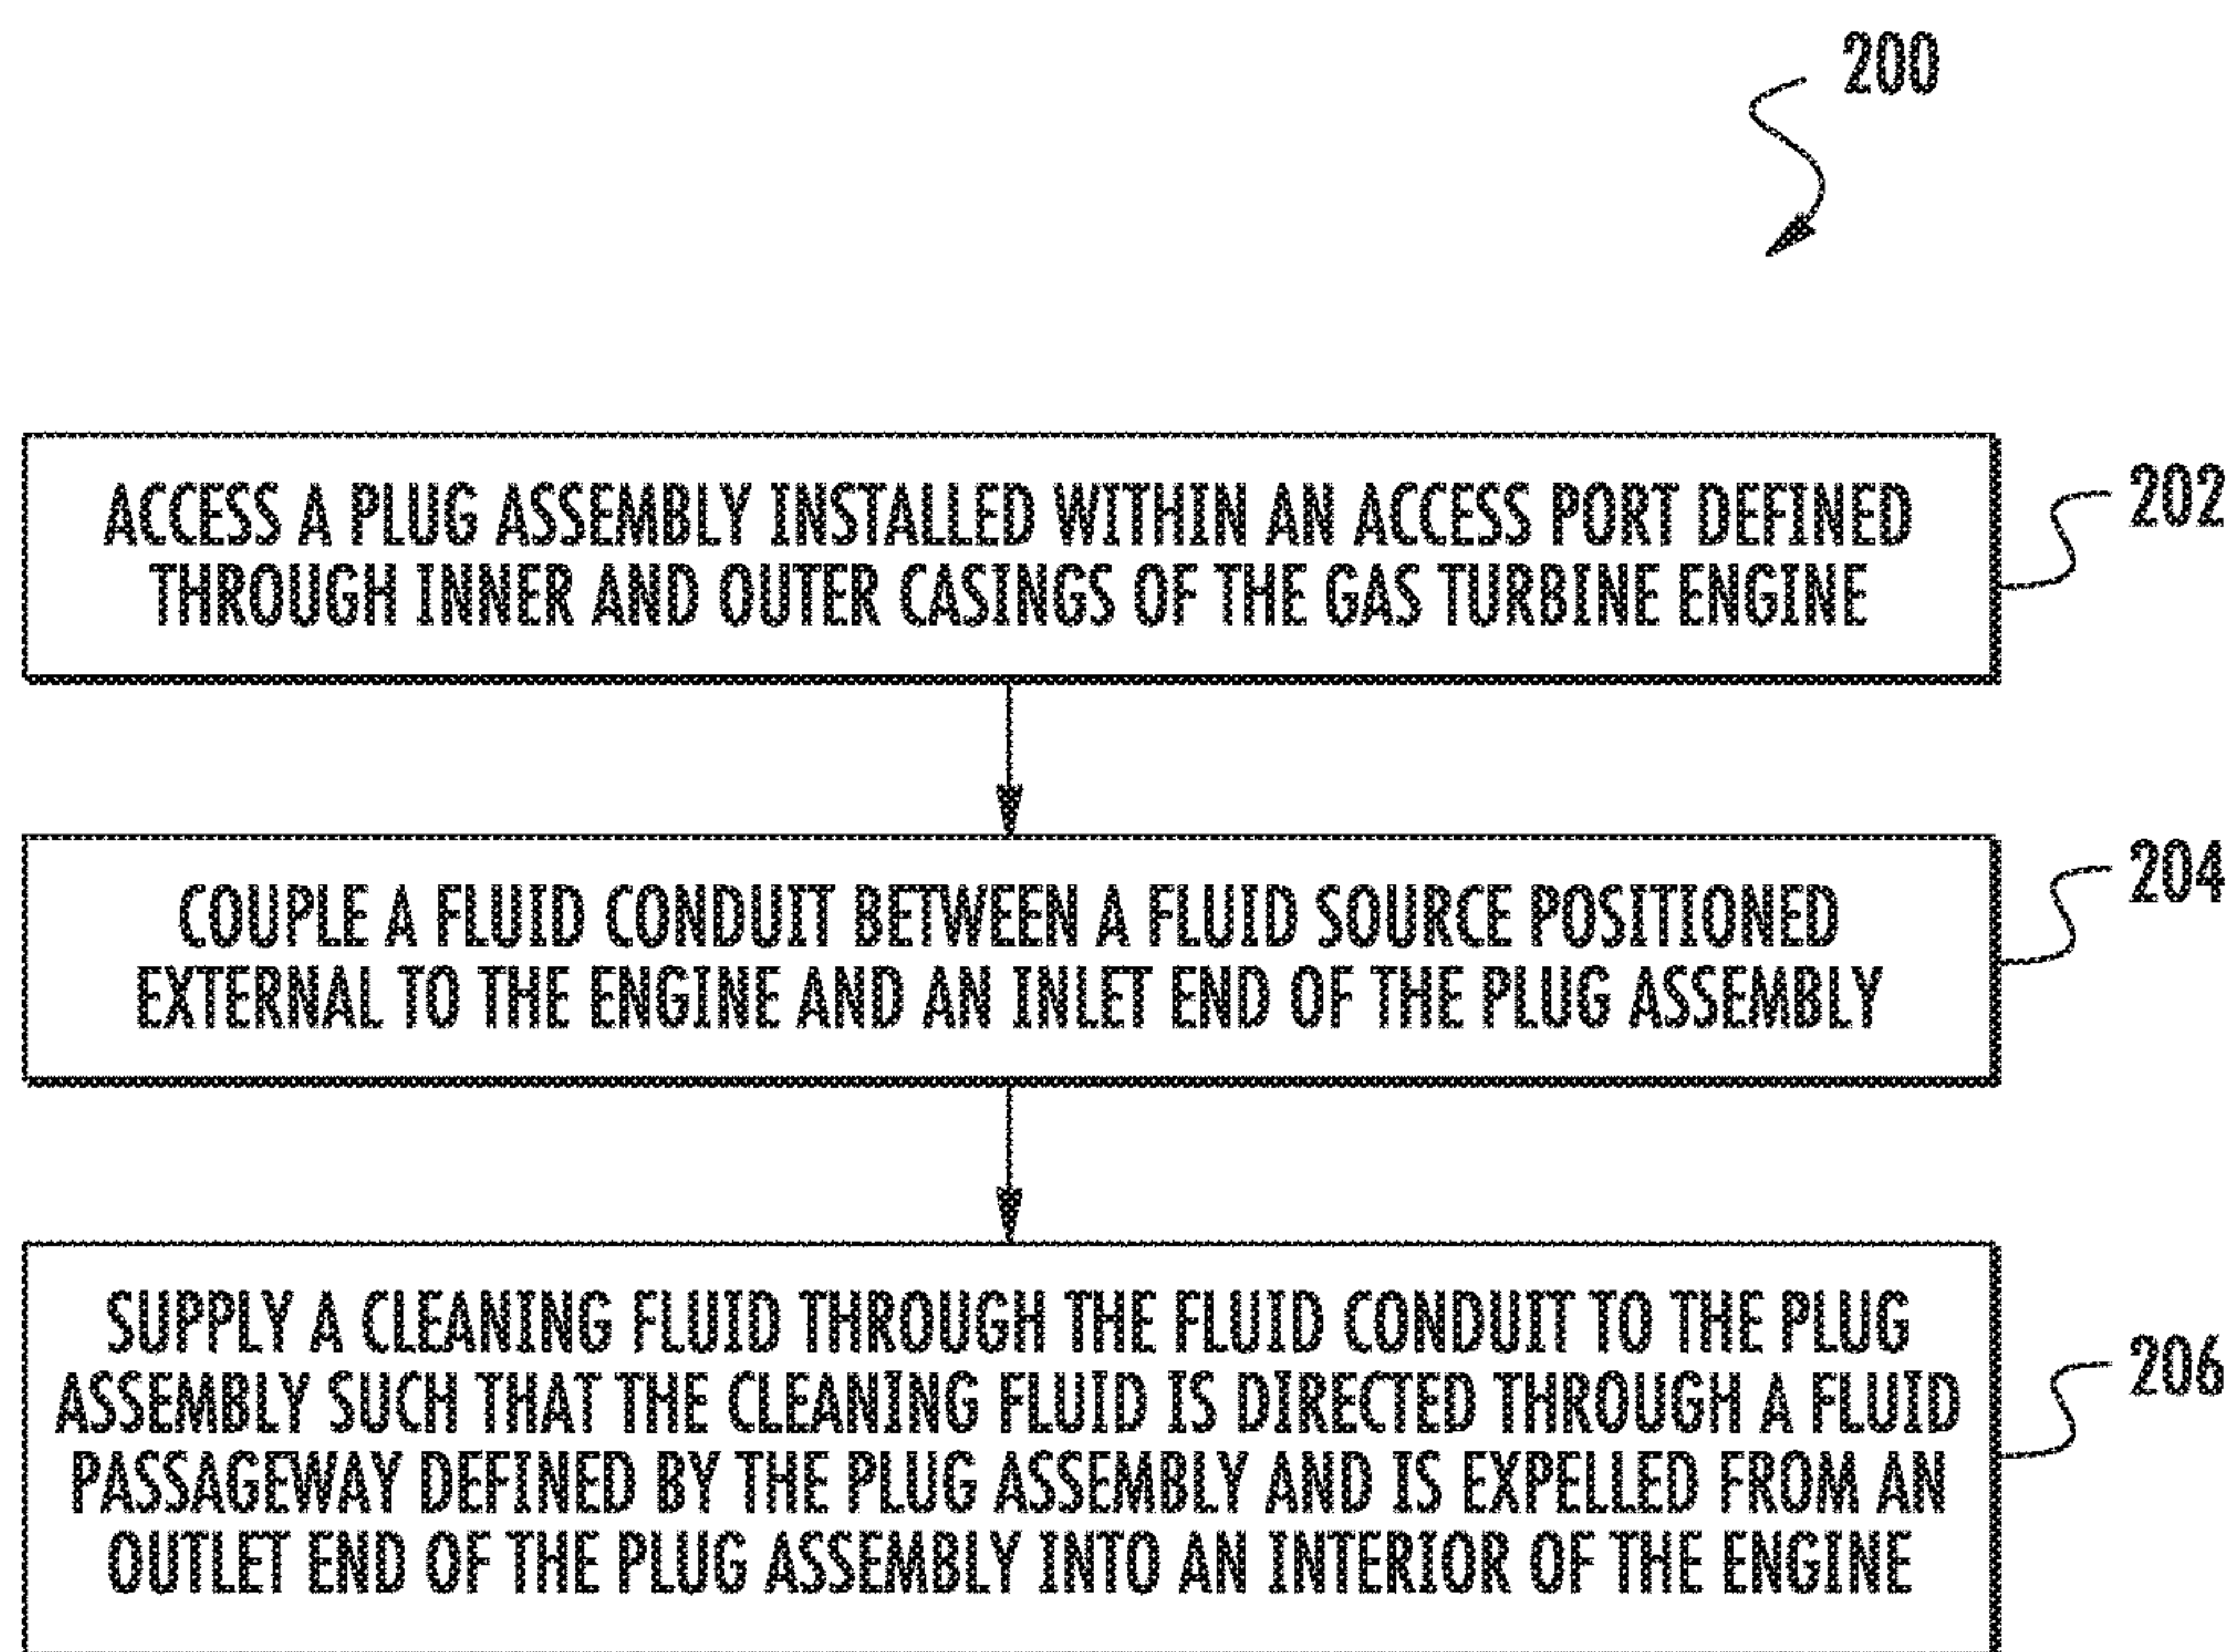 200
ACCESS A PLUG ASSEMBLY INSTALLED WITHIN AN ACCESS PORT DEFINED
THROUGH INNER AND OUTER CASINGS OF THE GAS TURBINE ENGINE
202
COUPLE A FLUID CONDUIT BETWEEN A FLUID SOURCE POSITIONED
EXTERNAL TO THE ENGINE AND AN INLET END OF THE PLUG ASSEMBLY
204
SUPPLY A CLEANING FLUID THROUGH THE FLUID CONDUIT TO THE PLUG
ASSEMBLY SUCH THAT THE CLEANING FLUID IS DIRECTED THROUGH A FLUID
PASSAGEWAY DEFINED BY THE PLUG ASSEMBLY AND IS EXPELLED FROM AN
OUTLET END OF THE PLUG ASSEMBLY INTO AN INTERIOR OF THE ENGINE
206